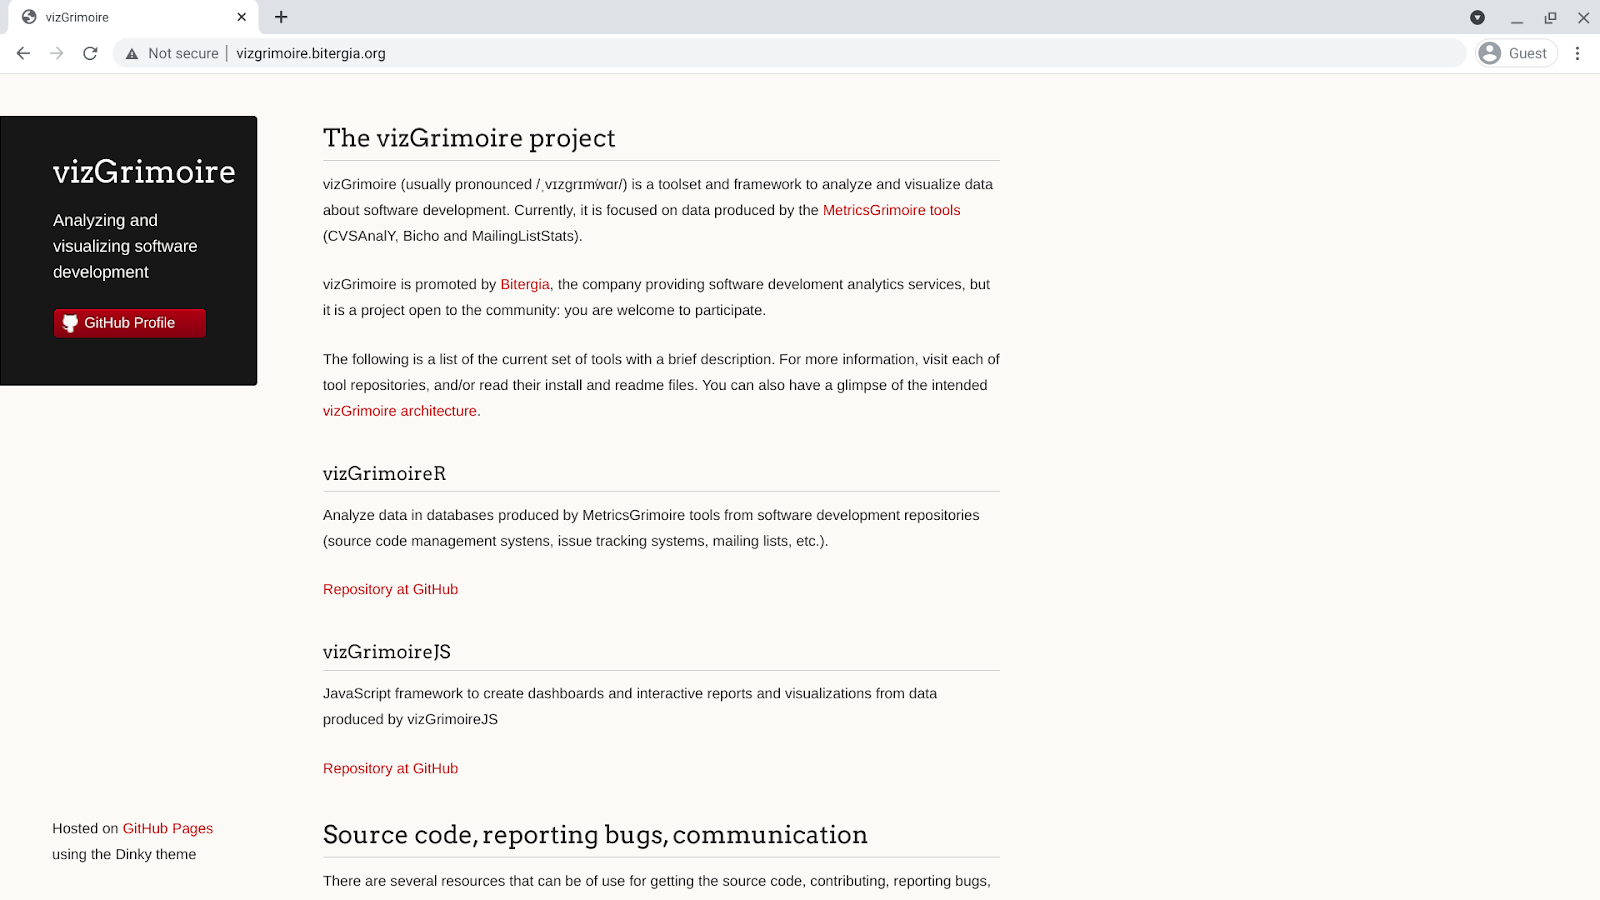 vizGrimoire
Not secure
vizgrimoire.bitergia.org
Guest
vizGrimoire
Analyzing and
visualizing software
development
GitHub Profile
The vizGrimoire project
vizGrimoire (usually pronounced /ˌvɪzgrɪmˈwɑr/) is a toolset and framework to analyze and visualize data
about software development. Currently, it is focused on data produced by the MetricsGrimoire tools
(CVSAnalY, Bicho and MailingListStats).
vizGrimoire is promoted by Bitergia, the company providing software develoment analytics services, but
it is a project open to the community: you are welcome to participate.
The following is a list of the current set of tools with a brief description. For more information, visit each of
tool repositories, and/or read their install and readme files. You can also have a glimpse of the intended
vizGrimoire architecture.
vizGrimoireR
Analyze data in databases produced by MetricsGrimoire tools from software development repositories
(source code management systens, issue tracking systems, mailing lists, etc.).
Repository at GitHub
vizGrimoireJS
JavaScript framework to create dashboards and interactive reports and visualizations from data
produced by vizGrimoireJS
Repository at GitHub
Source code, reporting bugs, communication
There are several resources that can be of use for getting the source code, contributing, reporting bugs,
Hosted on GitHub Pages
using the Dinky theme